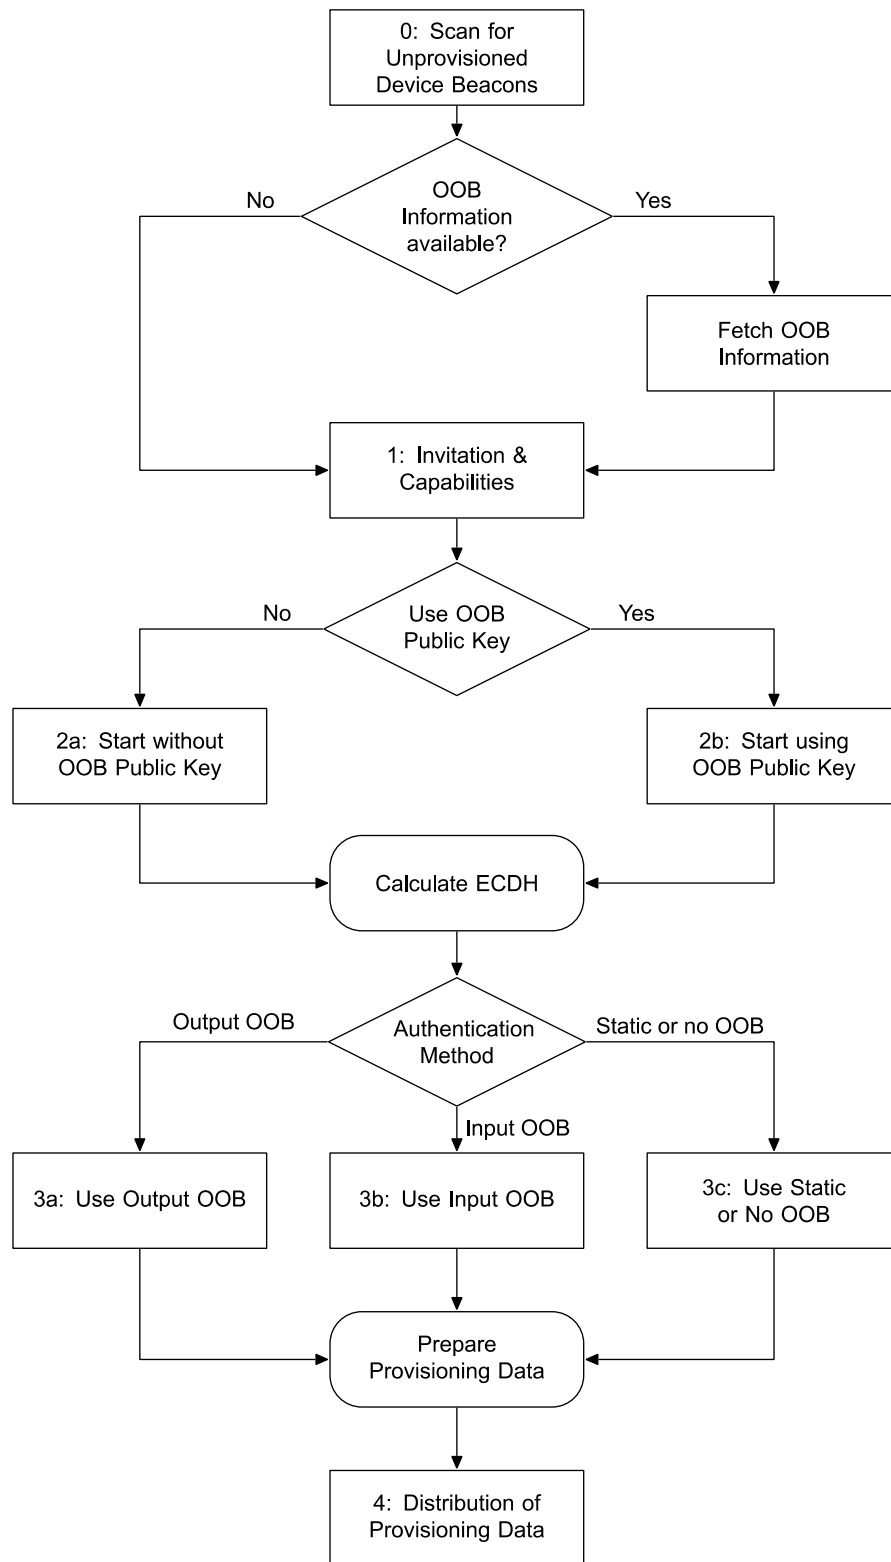 0: Scan for
Unprovisioned
Device Beacons
No
OOB
Information
available?
Yes
Fetch OOB
Information
1: Invitation &
Capabilities
No
Use OOB
Public Key
Yes
2a: Start without
OOB Public Key
2b: Start using
OOB Public Key
Calculate ECDH
Output OOB
Authentication
Method
Static or no OOB
Input OOB
3a: Use Output OOB
3b: Use Input OOB
3c: Use Static
or No OOB
Prepare
Provisioning Data
4: Distribution of
Provisioning Data